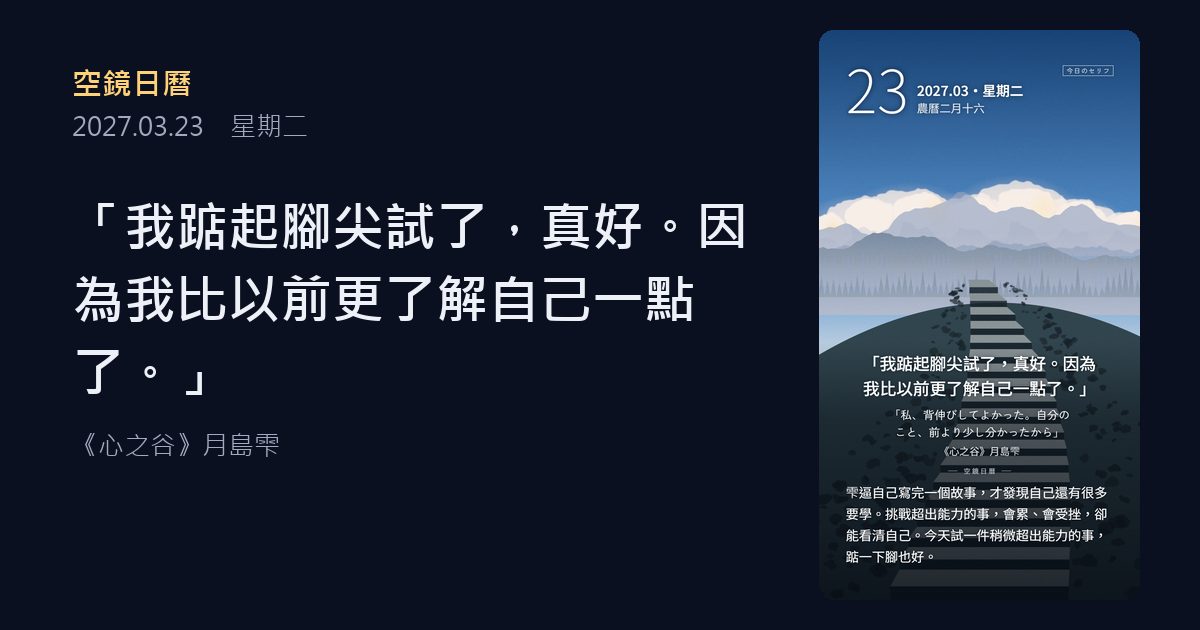 空鏡日曆
2027.03.23 星期二
「我踮起腳尖試了，真好。因
為我比以前更了解自己一點
了。」
《心之谷》月島雫
23
2027.03・星期二
農曆二月十六
今日のセリフ
「我踮起腳尖試了，真好。因為
我比以前更了解自己一點了。」
「私、背伸びしてよかった。自分の
こと、前より少し分かったから」
《心之谷》月島雫
— 空鏡日曆 —
雫逼自己寫完一個故事，才發現自己還有很多
要學。挑戰超出能力的事，會累、會受挫，卻
能看清自己。今天試一件稍微超出能力的事，
踮一下腳也好。